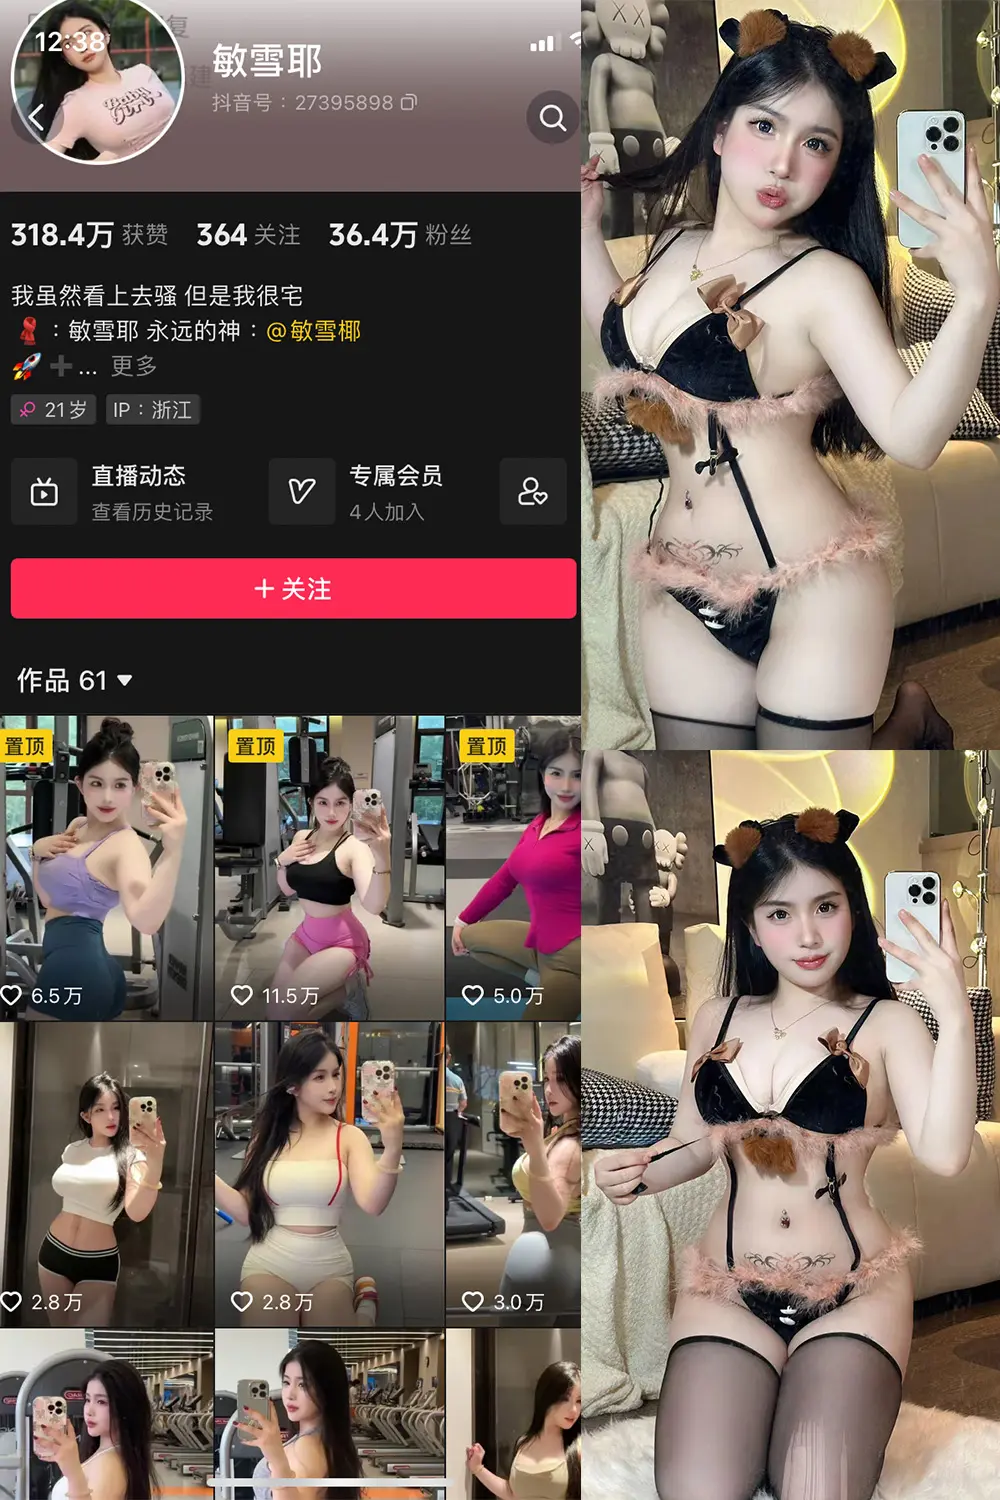 12:38
复
建
敏雪耶
抖音号：27395898
318.4万 获赞 364 关注 36.4万 粉丝
我虽然看上去骚 但是我很宅
：敏雪耶 永远的神：@敏雪椰
... 更多
21岁 IP：浙江
直播动态 专属会员
查看历史记录 4人加入
+ 关注
作品 61
置顶 置顶 置顶
6.5万 11.5万 5.0万
2.8万 2.8万 3.0万